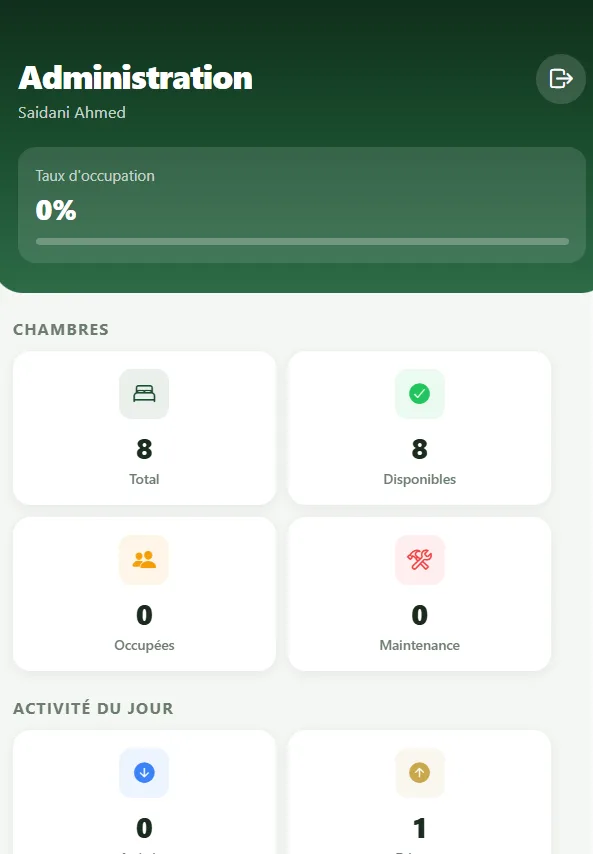 Administration
Saidani Ahmed
Taux d'occupation
0%
CHAMBRES
8
Total
8
Disponibles
0
Occupées
0
Maintenance
ACTIVITÉ DU JOUR
0
1